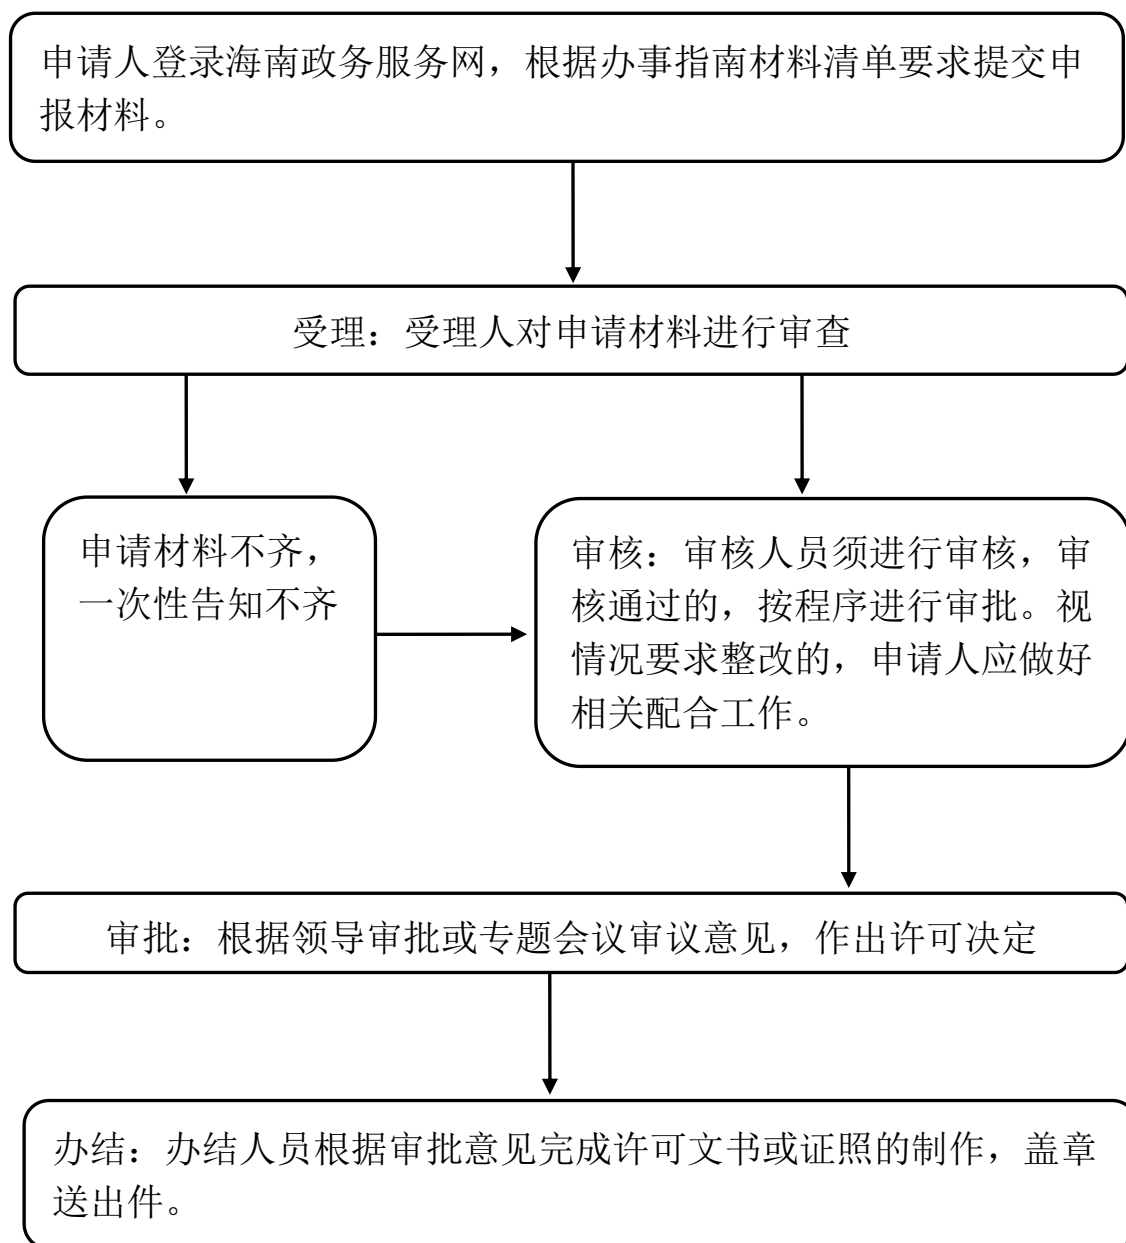 申请人登录海南政务服务网，根据办事指南材料清单要求提交申
报材料。
受理：受理人对申请材料进行审查
申请材料不齐，
一次性告知不齐
审核：审核人员须进行审核，审
核通过的，按程序进行审批。视
情况要求整改的，申请人应做好
相关配合工作。
审批：根据领导审批或专题会议审议意见，作出许可决定
办结：办结人员根据审批意见完成许可文书或证照的制作，盖章
送出件。